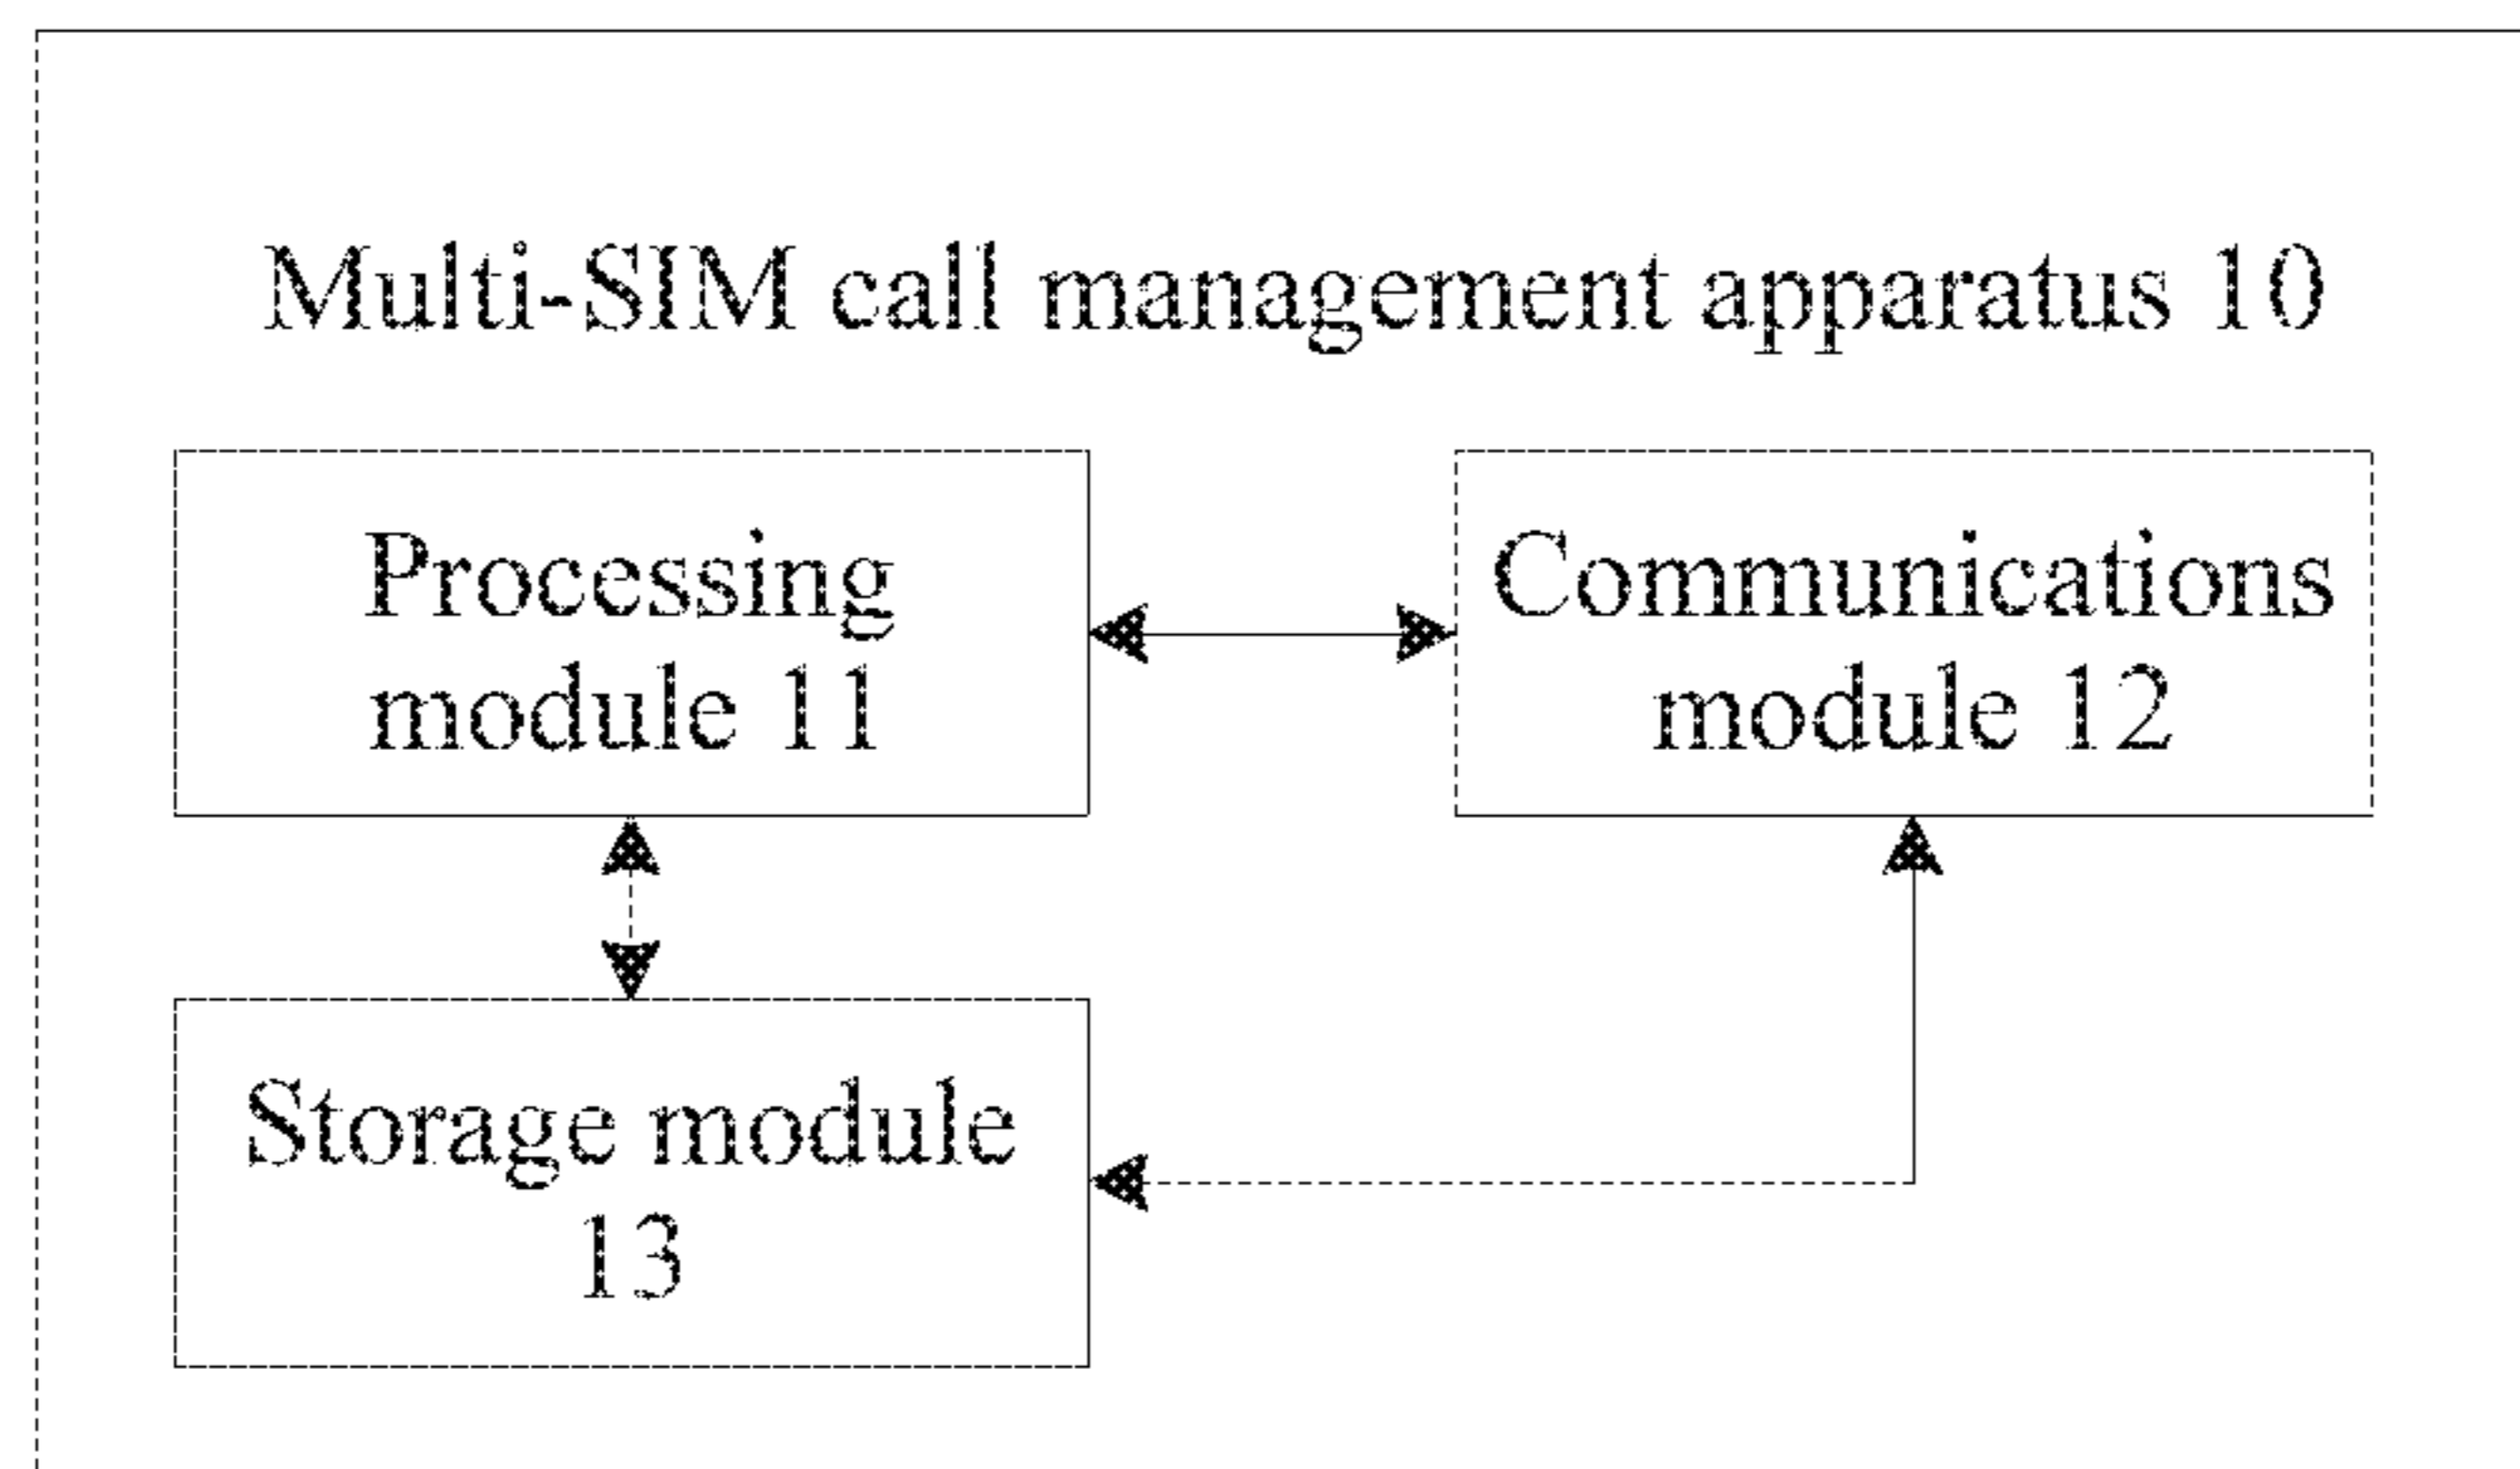 Multi-SIM call management apparatus 10
Processing
module 11
Communications
module 12
Storage module
13